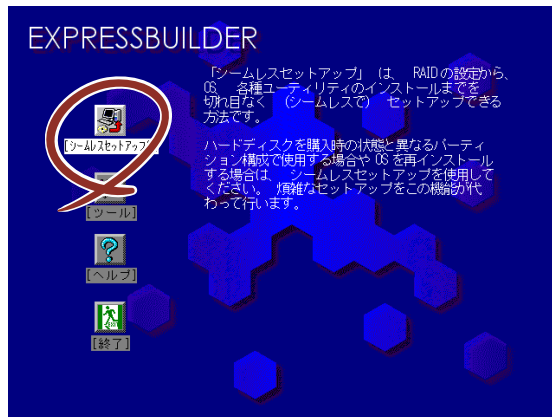 EXPRESSBUILDER
「シームレスセットアップ」 は、 RAIDの設定から、
OS、 各種ユーティリティのインストールまでを
切れ目なく (シームレスで) セットアップできる
方法です。
ハードディスクを購入時の状態と異なるパーティ
ション構成で使用する場合や OSを再インストール
する場合は、 シームレスセットアップを使用して
ください。 煩雑なセットアップをこの機能が代
わって行います。
[シームレスセットアップ]
[ツール]
[ヘルプ]
[終了]